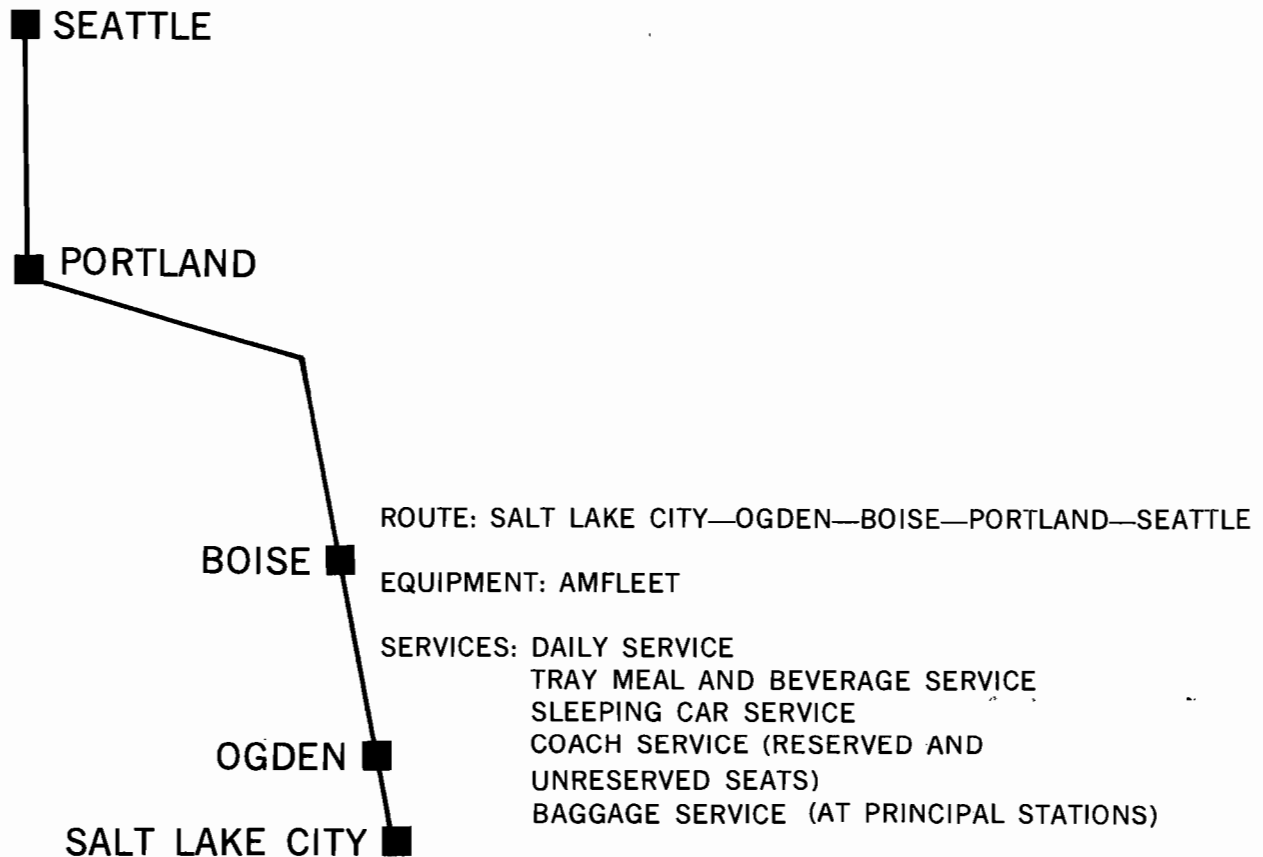 SEATTLE
PORTLAND
ROUTE: SALT LAKE CITY—OGDEN—BOISE—PORTLAND—SEATTLE
BOISE
EQUIPMENT: AMFLEET
SERVICES: DAILY SERVICE
TRAY MEAL AND BEVERAGE SERVICE
SLEEPING CAR SERVICE
COACH SERVICE (RESERVED AND
UNRESERVED SEATS)
BAGGAGE SERVICE (AT PRINCIPAL STATIONS)
OGDEN
SALT LAKE CITY